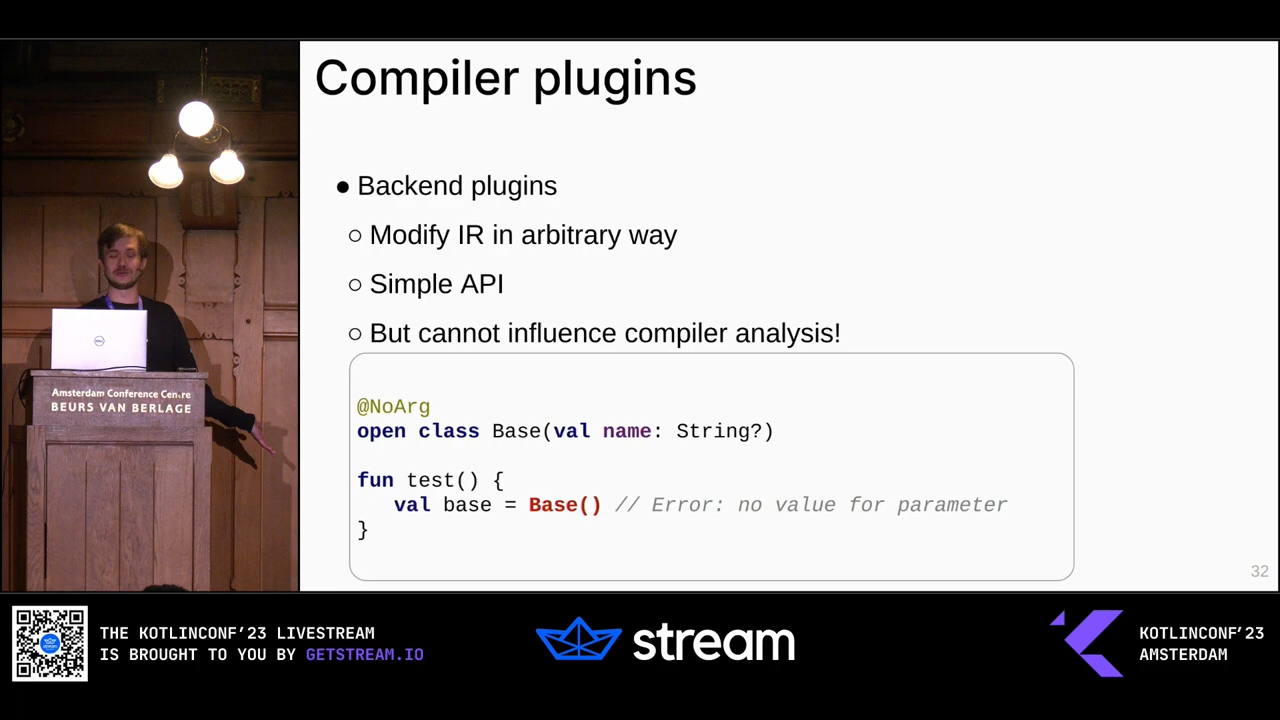 Compiler plugins
● Backend plugins
○ Modify IR in arbitrary way
○ Simple API
○ But cannot influence compiler analysis!
@NoArg
open class Base(val name: String?)
fun test() {
val base = Base() // Error: no value for parameter
}
32
Amsterdam Conference Centre
BEURS VAN BERLAGE
THE KOTLINCONF’23 LIVESTREAM
IS BROUGHT TO YOU BY GETSTREAM.IO
stream
KOTLINCONF’23
AMSTERDAM